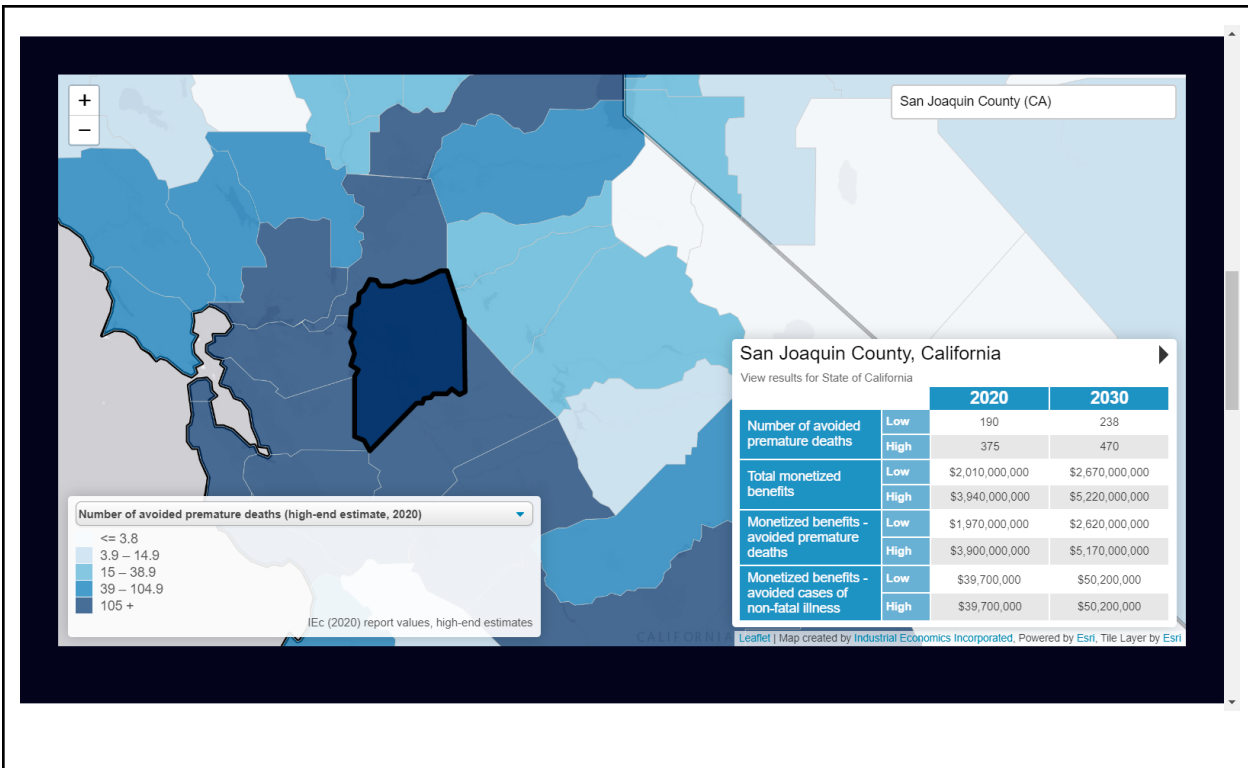 +
−
San Joaquin County (CA)
San Joaquin County, California
View results for State of California
2020 2030
Number of avoided premature deaths Low 190 238
High 375 470
Total monetized benefits Low $2,010,000,000 $2,670,000,000
High $3,940,000,000 $5,220,000,000
Monetized benefits - avoided premature deaths Low $1,970,000,000 $2,620,000,000
High $3,900,000,000 $5,170,000,000
Monetized benefits - avoided cases of non-fatal illness Low $39,700,000 $50,200,000
High $39,700,000 $50,200,000
Number of avoided premature deaths (high-end estimate, 2020)
<= 3.8
3.9 – 14.9
15 – 38.9
39 – 104.9
105 +
IEc (2020) report values, high-end estimates
CALIFORNIA
Leaflet | Map created by Industrial Economics Incorporated, Powered by Esri, Tile Layer by Esri